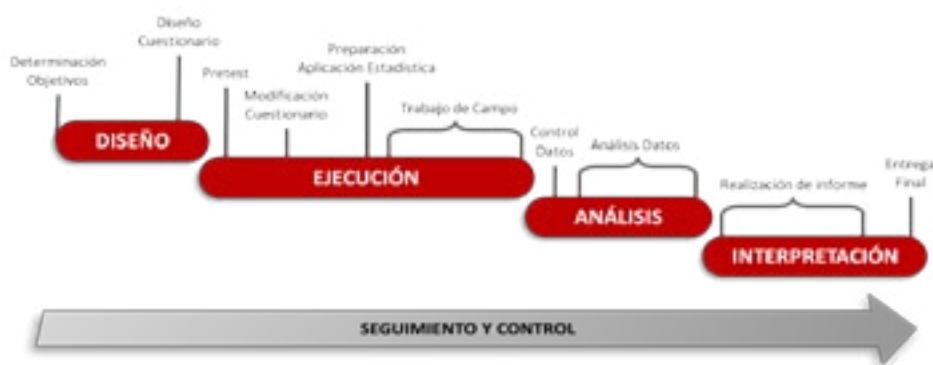 Determinación
Objetivos
Diseño
Cuestionario
DISEÑO
Pretest
Modificación
Cuestionario
Preparación
Aplicación Estadística
Trabajo de Campo
EJECUCIÓN
Control
Datos
Análisis Datos
ANÁLISIS
Realización de informe
Entrega
Final
INTERPRETACIÓN
SEGUIMIENTO Y CONTROL